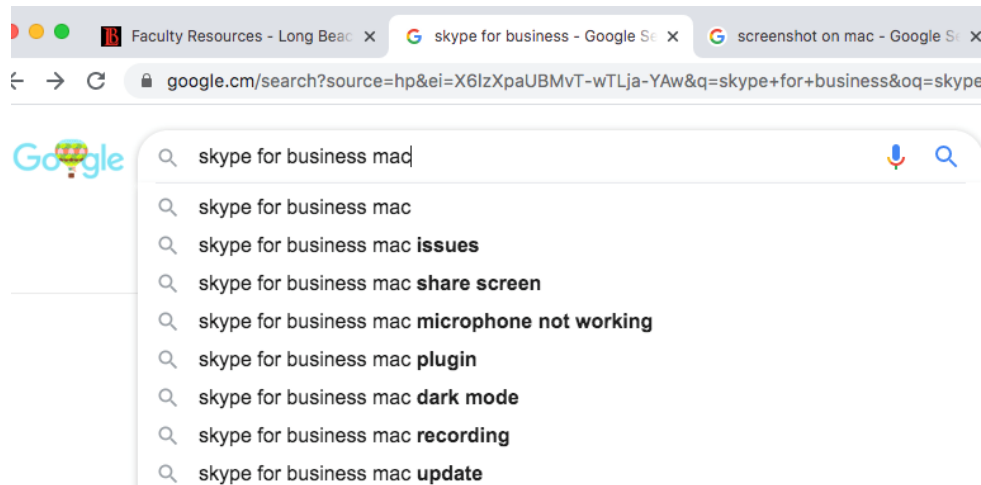 Faculty Resources - Long Beac
skype for business - Google Se
screenshot on mac - Google Se
google.cm/search?source=hp&ei=X6IzXpaUBMvT-wTLja-YAw&q=skype+for+business&oq=skype
Google
skype for business mac
skype for business mac
skype for business mac issues
skype for business mac share screen
skype for business mac microphone not working
skype for business mac plugin
skype for business mac dark mode
skype for business mac recording
skype for business mac update